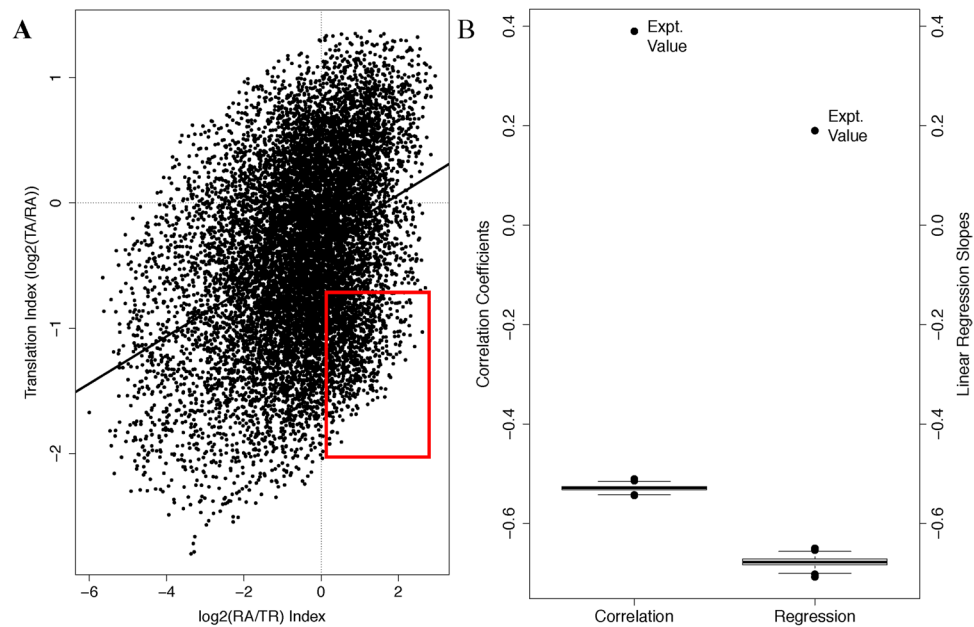 A
Translation Index (log2(TA/RA))
1
0
−1
−2
−6
−4
−2
0
2
log2(RA/TR) Index
B
Correlation Coefficients
0.4
0.2
0.0
−0.2
−0.4
−0.6
Expt.
Value
Expt.
Value
Correlation
Regression
0.4
0.2
0.0
−0.2
−0.4
−0.6
Linear Regression Slopes